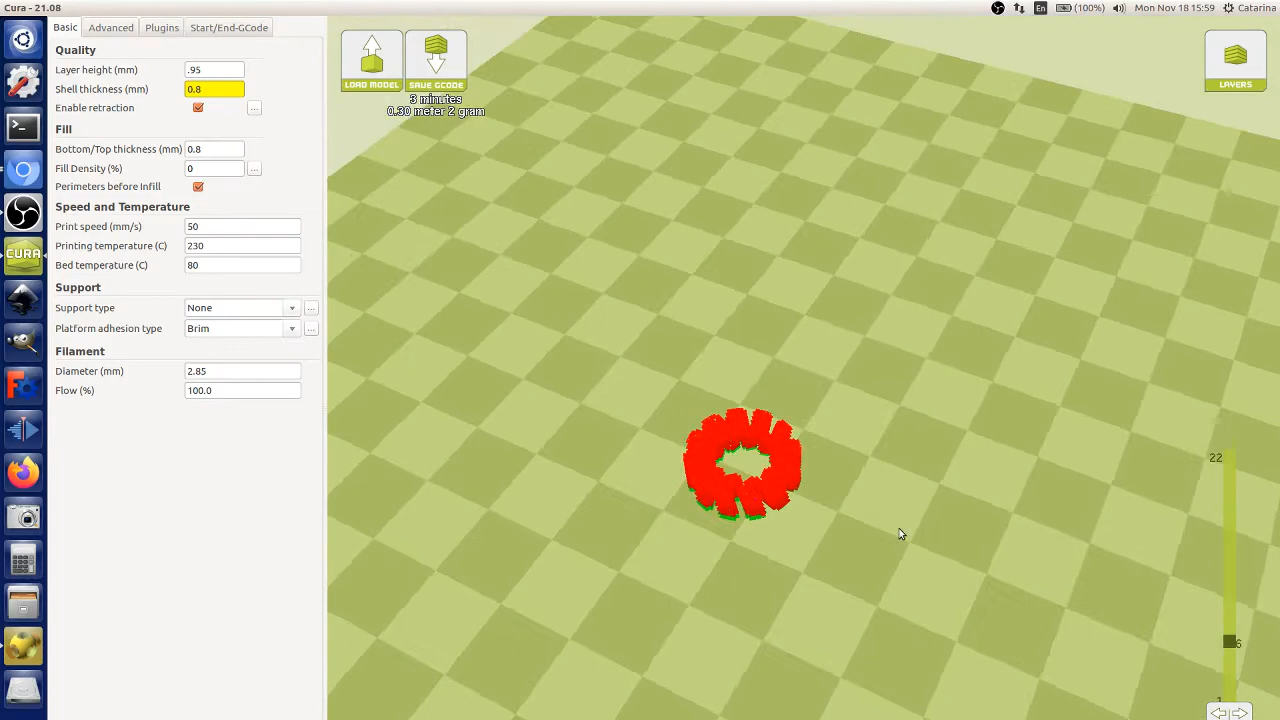 Cura - 21.08
En
(100%)
Mon Nov 18 15:59
Catarina
Basic
Advanced
Plugins
Start/End-GCode
Quality
Layer height (mm)
.95
Shell thickness (mm)
0.8
Enable retraction
...
Fill
Bottom/Top thickness (mm)
0.8
Fill Density (%)
0
...
Perimeters before Infill
Speed and Temperature
Print speed (mm/s)
50
Printing temperature (C)
230
Bed temperature (C)
80
Support
Support type
None
...
Platform adhesion type
Brim
...
Filament
Diameter (mm)
2.85
Flow (%)
100.0
LOAD MODEL
SAVE GCODE
3 minutes
0.30 meter 2 gram
LAYERS
22
6
1
CURA